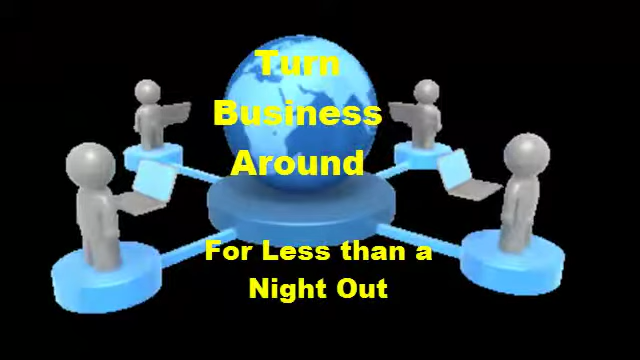 Turn
Business
Around
For Less than a
Night Out